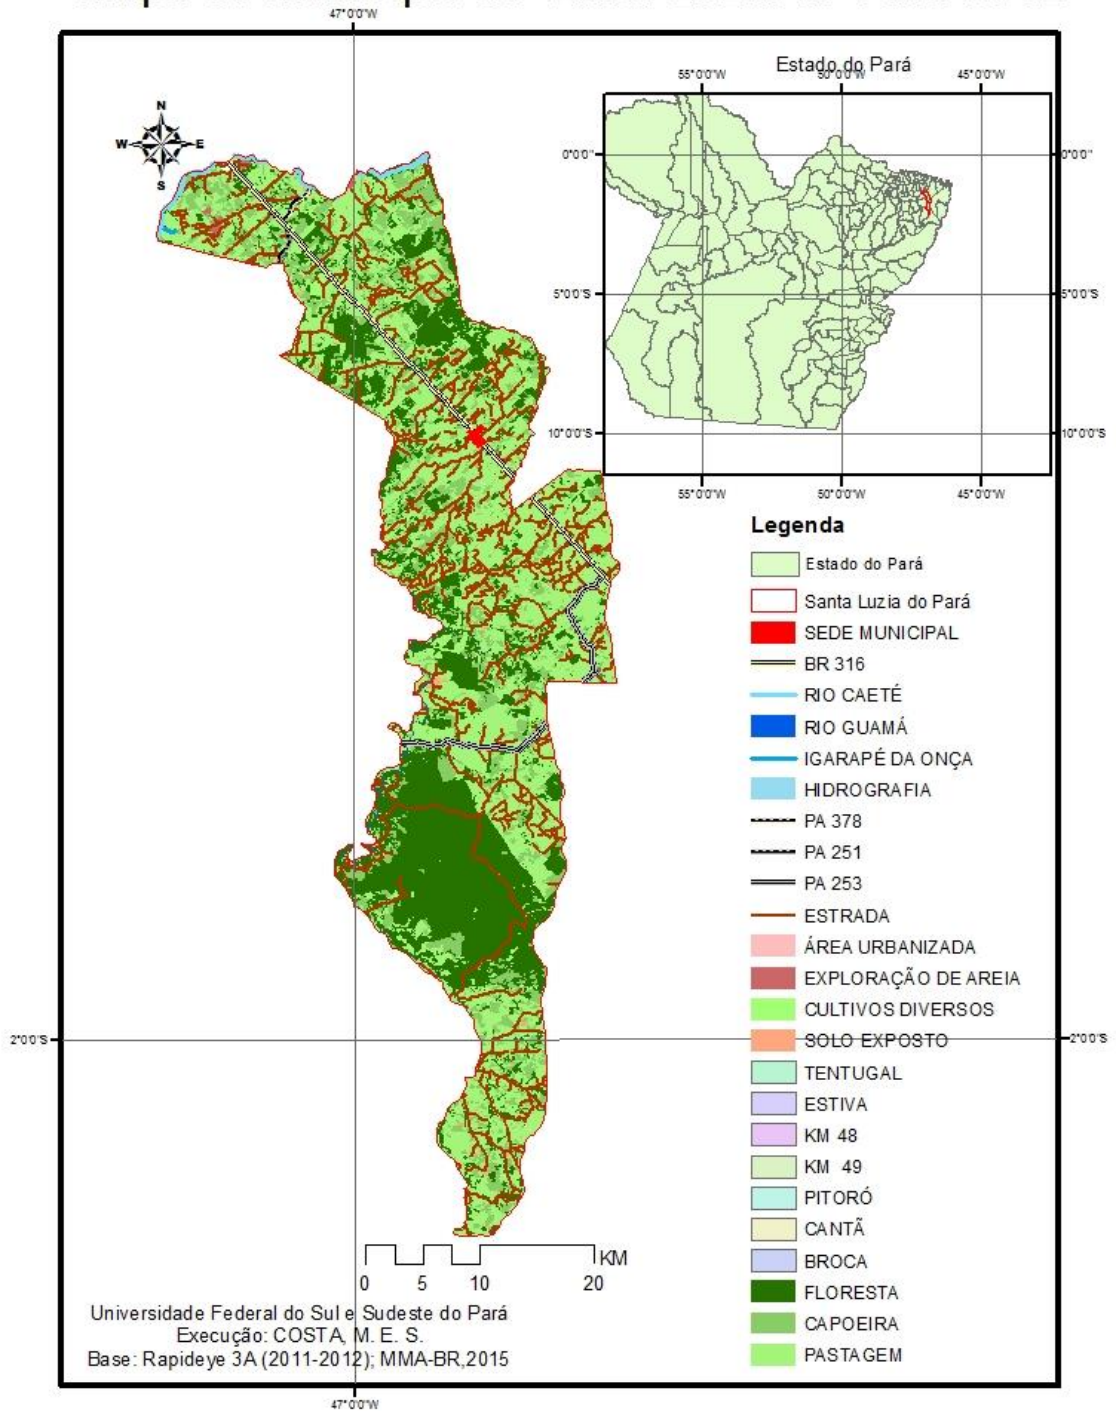 47°0'0"W
Estado do Pará
55°0'0"W
50°0'0"W
45°0'0"W
N
W
E
S
0°0'0"
0°0'0"
5°0'0"S
5°0'0"S
10°0'0"S
10°0'0"S
55°0'0"W
50°0'0"W
45°0'0"W
Legenda
Estado do Pará
Santa Luzia do Pará
SEDE MUNICIPAL
BR 316
RIO CAETÉ
RIO GUAMÁ
IGARAPÉ DA ONÇA
HIDROGRAFIA
PA 378
PA 251
PA 253
ESTRADA
ÁREA URBANIZADA
EXPLORAÇÃO DE AREIA
CULTIVOS DIVERSOS
2°0'0"S
SOLO EXPOSTO
2°0'0"S
TENTUGAL
ESTIVA
KM 48
KM 49
PITORÓ
CANTÃ
BROCA
FLORESTA
CAPOEIRA
PASTAGEM
KM
0 5 10 20
Universidade Federal do Sul e Sudeste do Pará
Execução: COSTA, M. E. S.
Base: Rapideye 3A (2011-2012); MMA-BR,2015
47°0'0"W